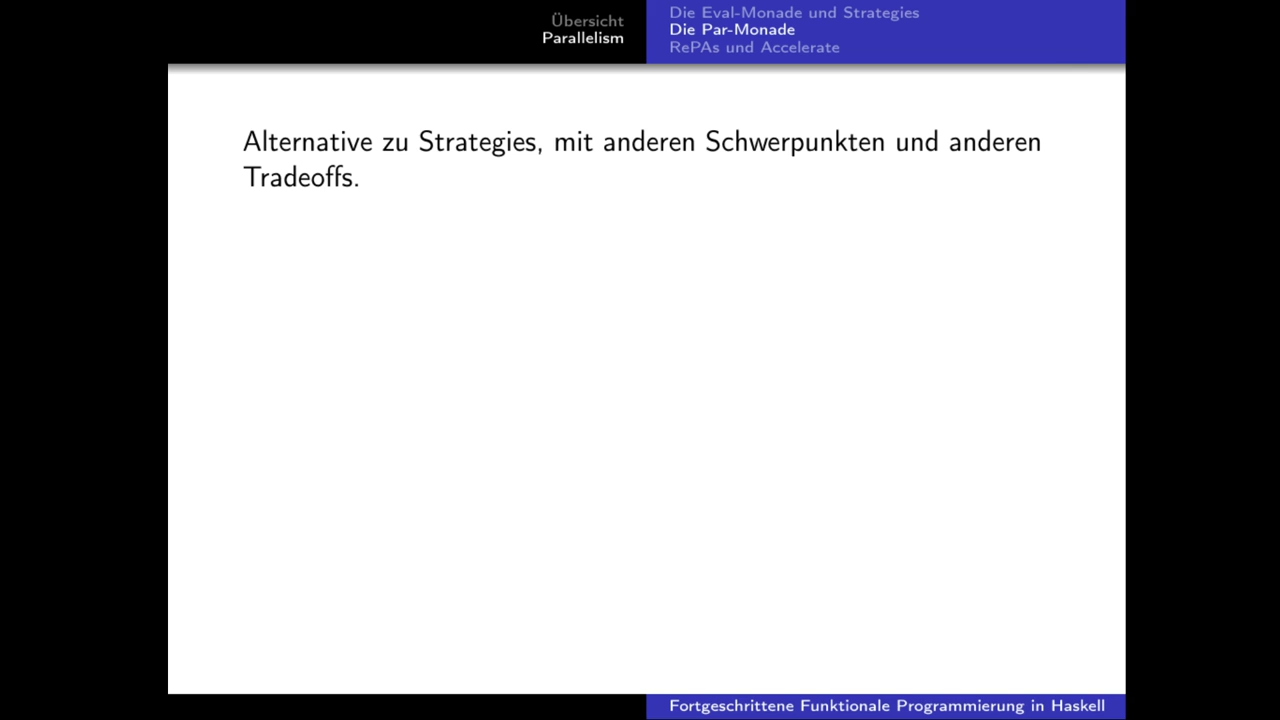 Übersicht
Parallelism
Die Eval-Monade und Strategies
Die Par-Monade
RePAs und Accelerate
Alternative zu Strategies, mit anderen Schwerpunkten und anderen
Tradeoffs.
Fortgeschrittene Funktionale Programmierung in Haskell